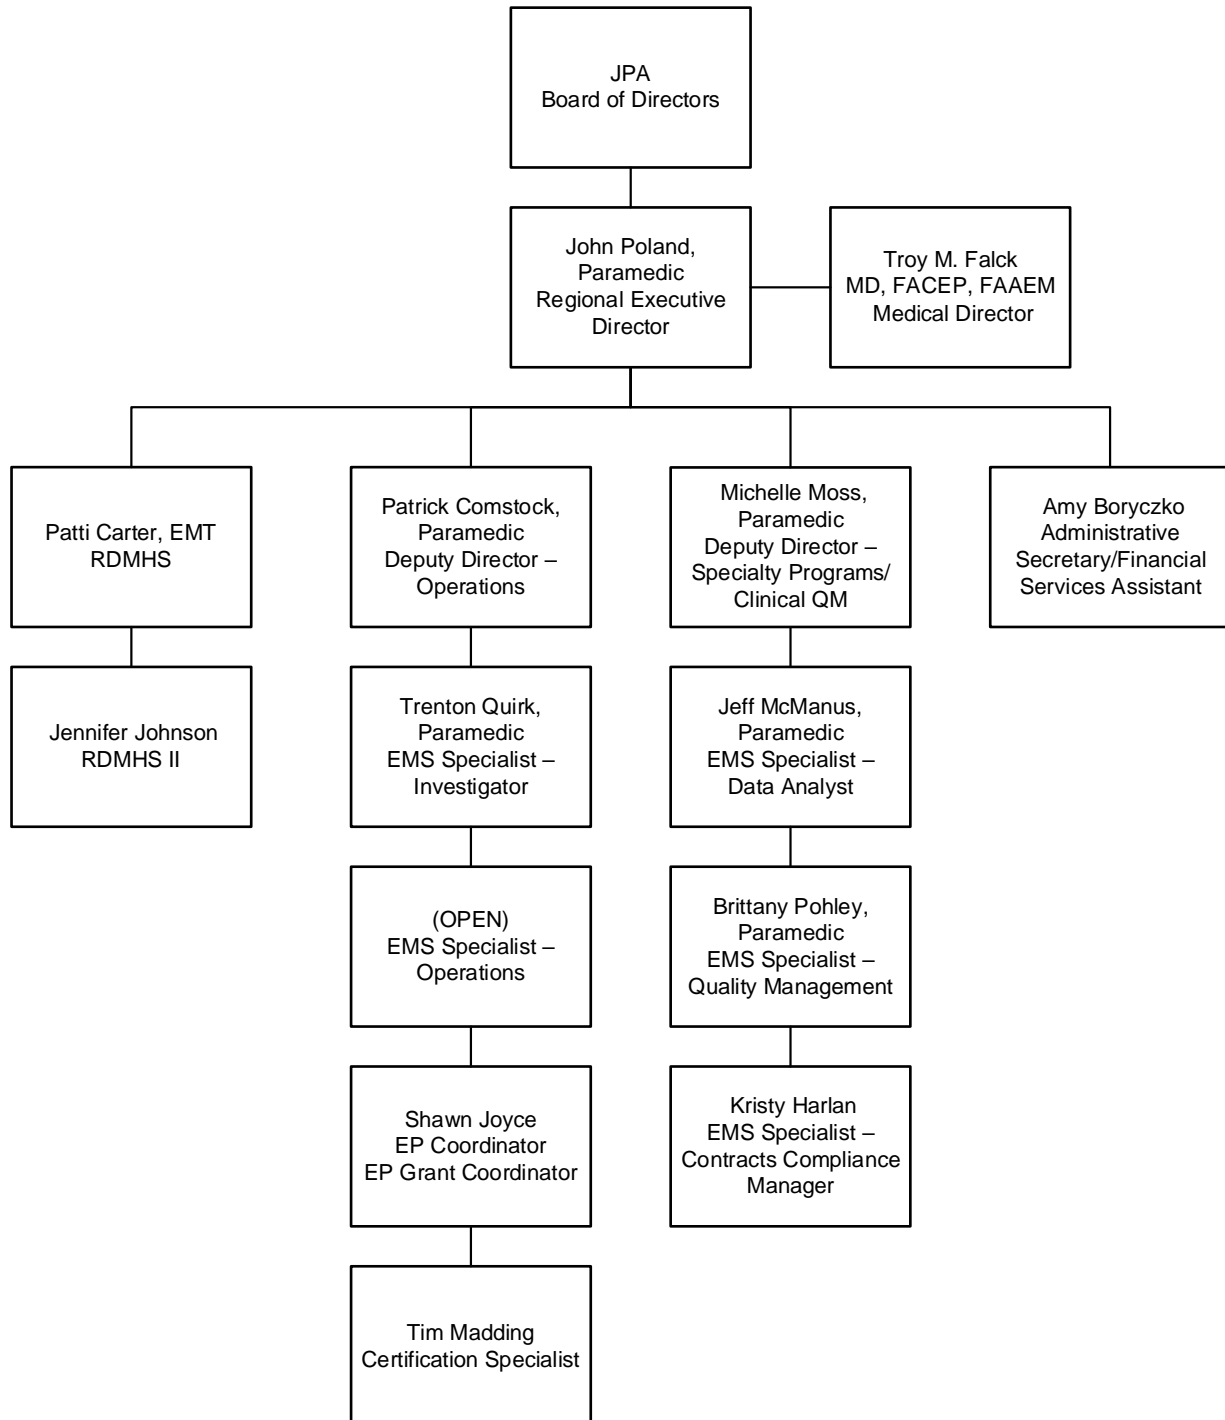 JPA
Board of Directors
John Poland,
Paramedic
Regional Executive
Director
Troy M. Falck
MD, FACEP, FAAEM
Medical Director
Patti Carter, EMT
RDMHS
Patrick Comstock,
Paramedic
Deputy Director –
Operations
Michelle Moss,
Paramedic
Deputy Director –
Specialty Programs/
Clinical QM
Amy Boryczko
Administrative
Secretary/Financial
Services Assistant
Jennifer Johnson
RDMHS II
Trenton Quirk,
Paramedic
EMS Specialist –
Investigator
Jeff McManus,
Paramedic
EMS Specialist –
Data Analyst
(OPEN)
EMS Specialist –
Operations
Brittany Pohley,
Paramedic
EMS Specialist –
Quality Management
Shawn Joyce
EP Coordinator
EP Grant Coordinator
Kristy Harlan
EMS Specialist –
Contracts Compliance
Manager
Tim Madding
Certification Specialist